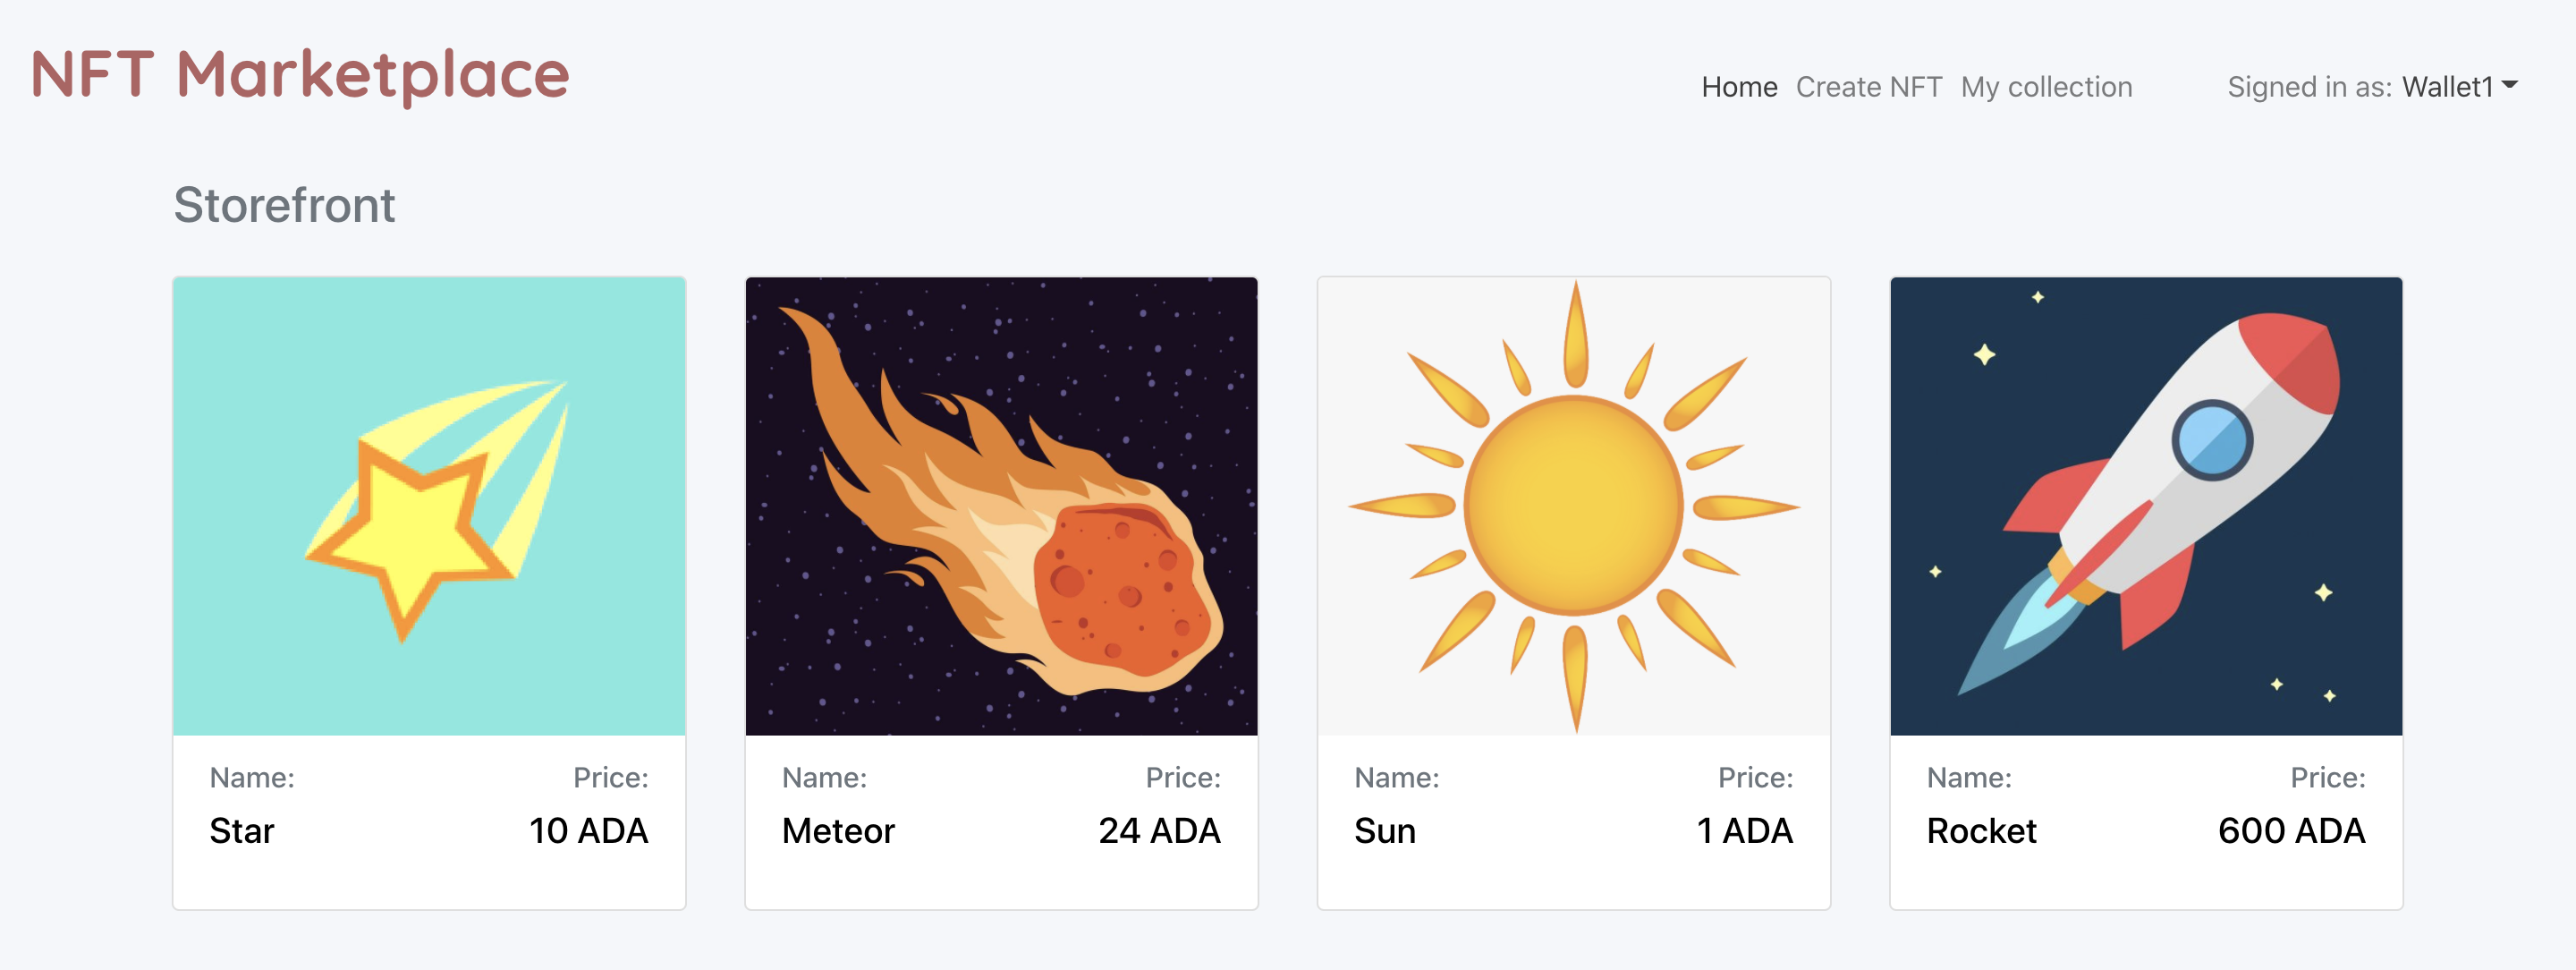 NFT Marketplace
Home Create NFT My collection Signed in as: Wallet1
Storefront
Name: Price:
Star 10 ADA
Name: Price:
Meteor 24 ADA
Name: Price:
Sun 1 ADA
Name: Price:
Rocket 600 ADA